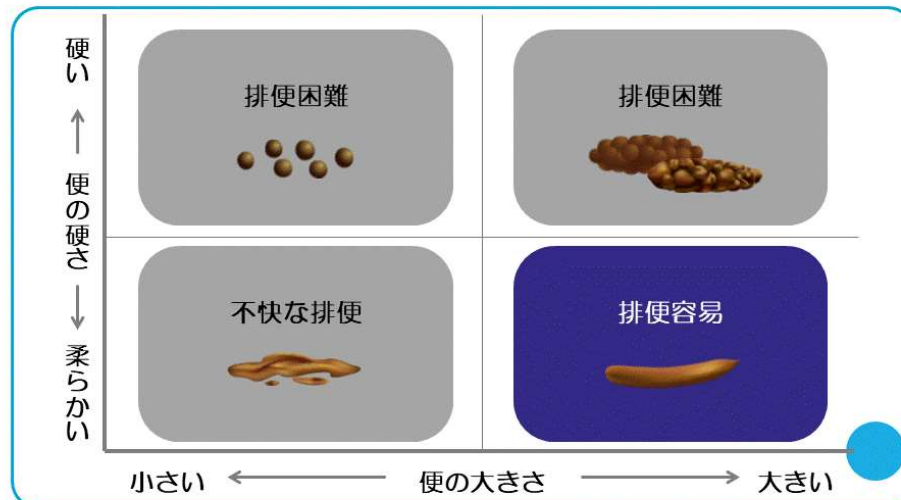 硬い
便の硬さ
柔らかい
排便困難
排便困難
不快な排便
排便容易
小さい
便の大きさ
大きい